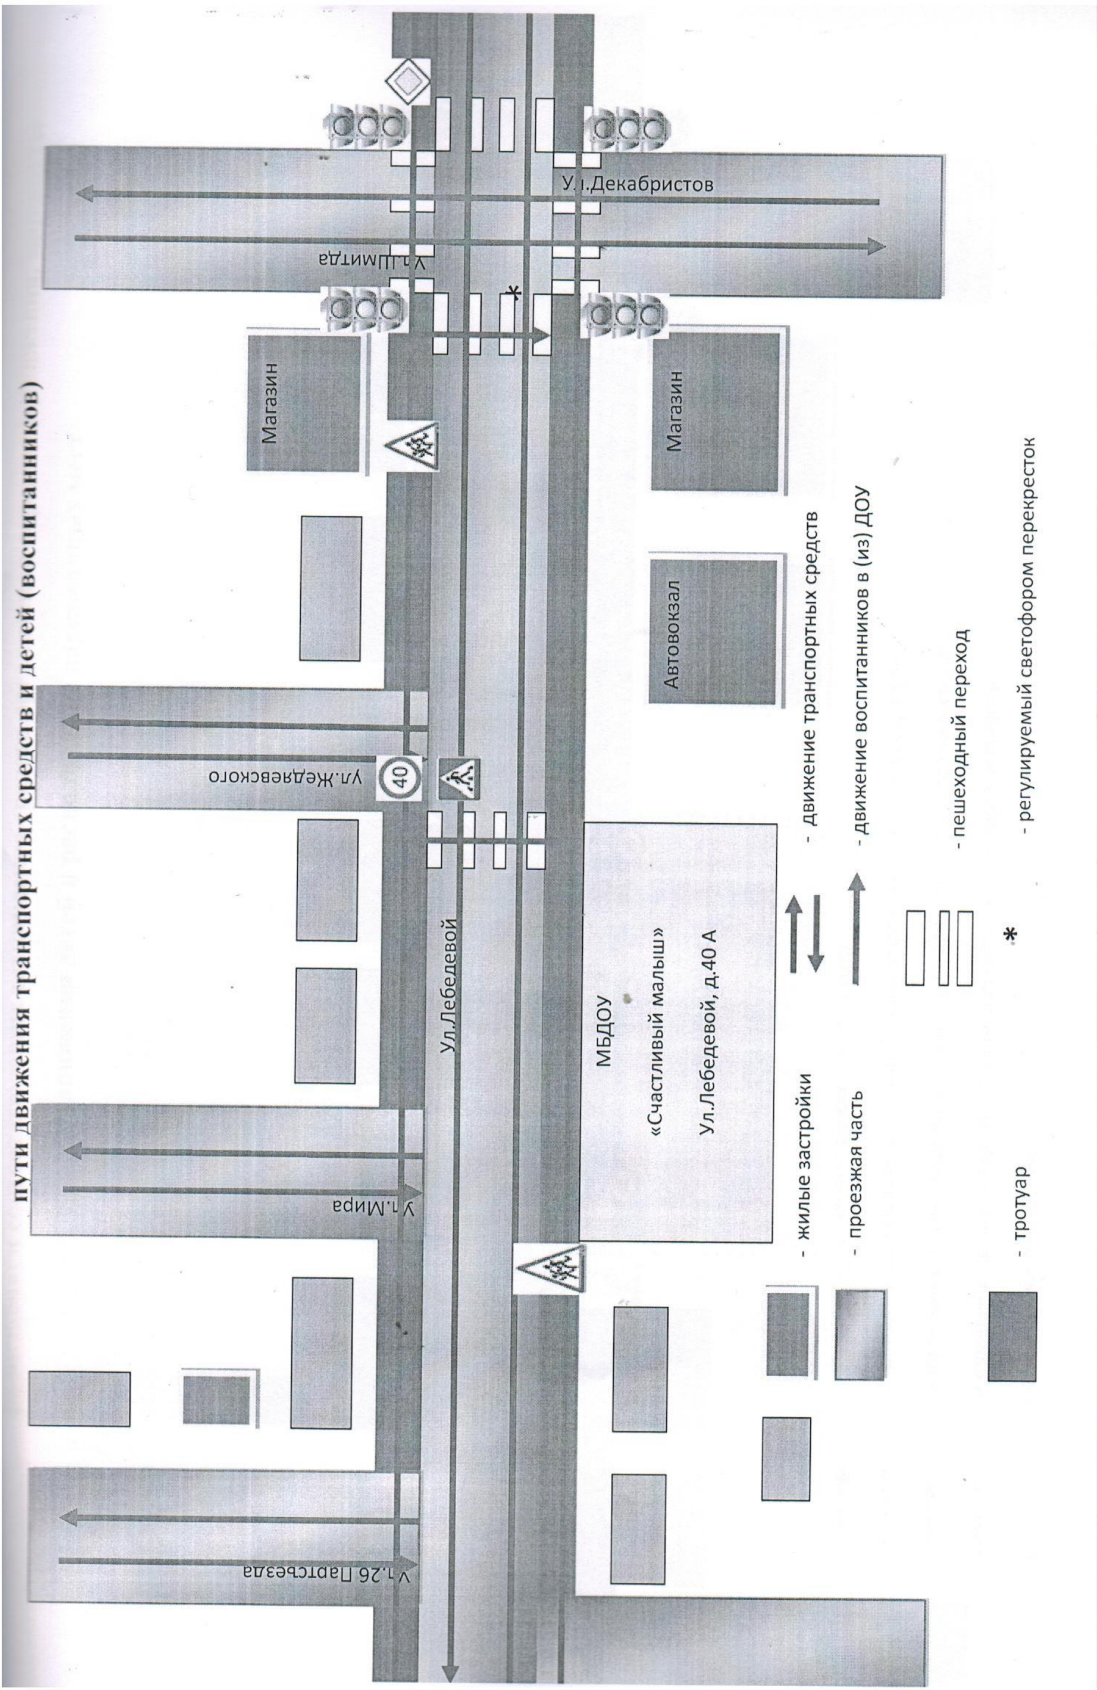 пути движения транспортных средств и детей (воспитанников)
Ул.26 Партсъезда
Ул.Мира
ул.Жедяевского
40
Магазин
Ул.Шмитда
Ул.Декабристов
Ул.Лебедевой
МБДОУ
«Счастливый малыш»
Ул.Лебедевой, д.40 А
Автовокзал
Магазин
- жилые застройки
- проезжая часть
- тротуар
- движение транспортных средств
- движение воспитанников в (из) ДОУ
- пешеходный переход
*
*
- регулируемый светофором перекресток